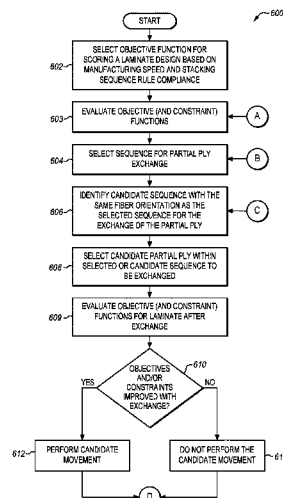 600
START
SELECT OBJECTIVE FUNCTION FOR
SCORING A LAMINATE DESIGN BASED ON
MANUFACTURING SPEED AND STACKING
SEQUENCE RULE COMPLIANCE
602
EVALUATE OBJECTIVE (AND CONSTRAINT)
FUNCTIONS
603
A
SELECT SEQUENCE FOR PARTIAL PLY
EXCHANGE
604
B
IDENTIFY CANDIDATE SEQUENCE WITH THE
SAME FIBER ORIENTATION AS THE
SELECTED SEQUENCE FOR THE
EXCHANGE OF THE PARTIAL PLY
606
C
SELECT CANDIDATE PARTIAL PLY WITHIN
SELECTED OR CANDIDATE SEQUENCE TO
BE EXCHANGED
608
EVALUATE OBJECTIVE (AND CONSTRAINT)
FUNCTIONS FOR LAMINATE AFTER
EXCHANGE
609
610
OBJECTIVES
AND/OR
CONSTRAINTS
IMPROVED WITH
EXCHANGE?
YES
NO
612
PERFORM CANDIDATE
MOVEMENT
DO NOT PERFORM THE
CANDIDATE MOVEMENT
61
D